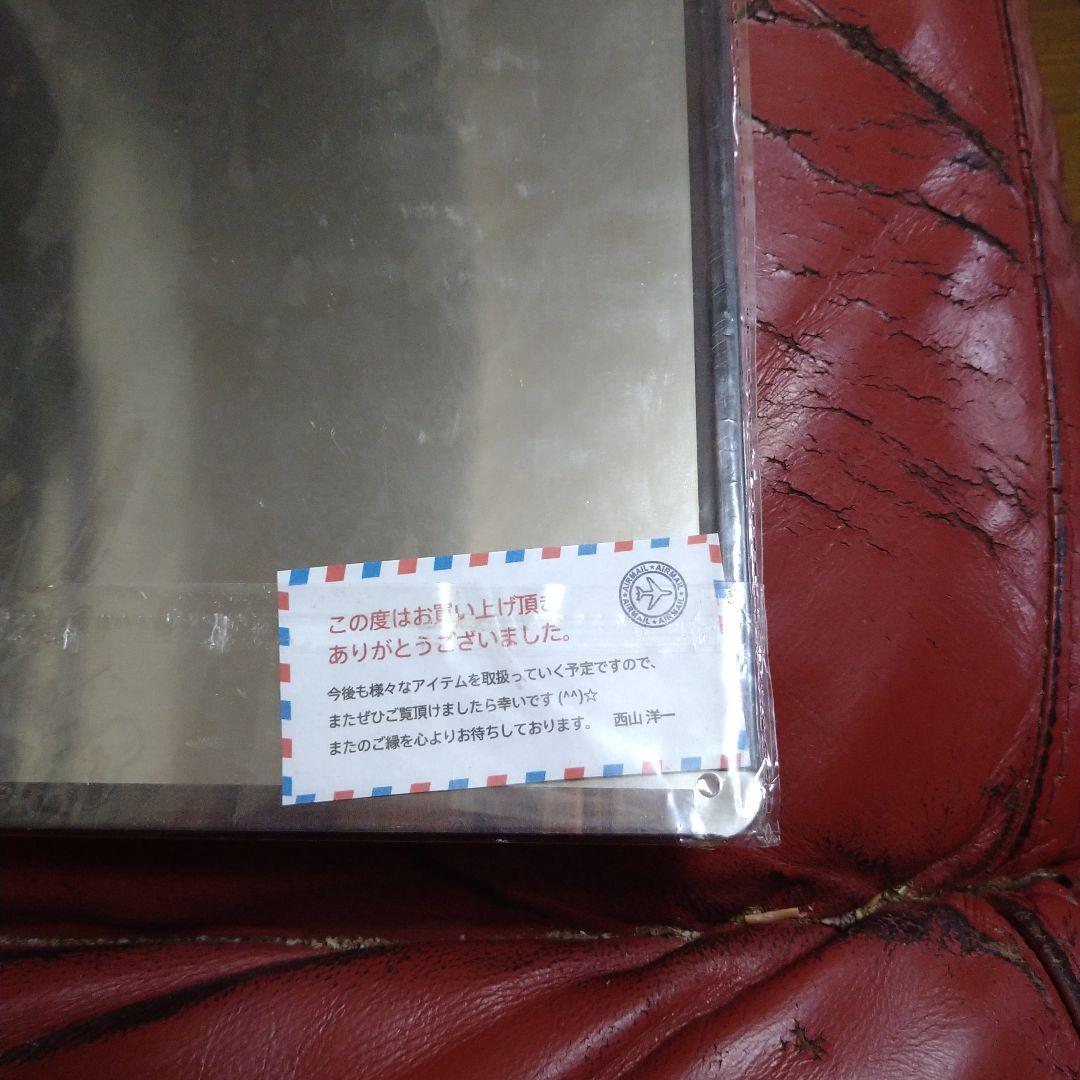 この度はお買い上げ頂き
ありがとうございました。
今後も様々なアイテムを取扱っていく予定ですので、
またぜひご覧頂けましたら幸いです (^^)☆
またのご縁を心よりお待ちしております。 西山 洋一
★AIRMAIL★AIRMAIL★AIRMAIL